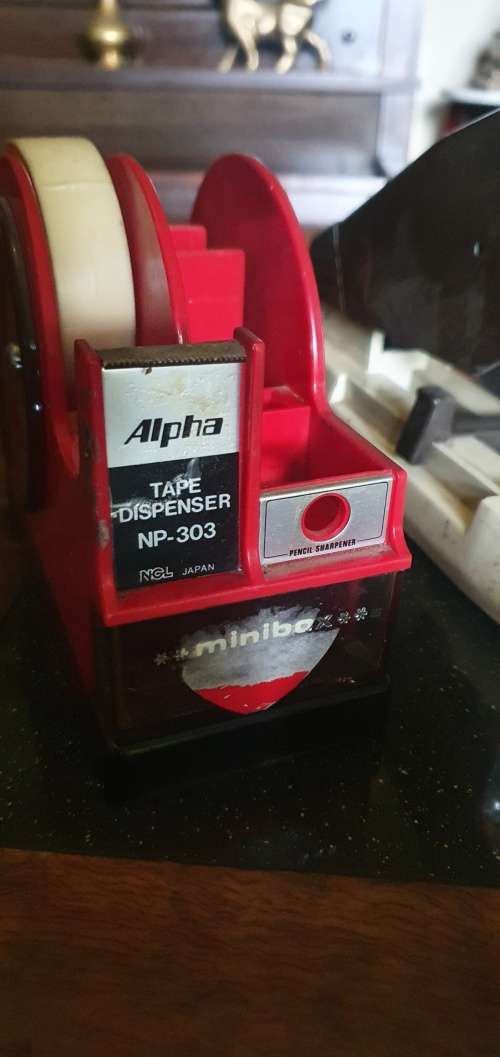 Alpha
TAPE
DISPENSER
NP-303
NCL JAPAN
PENCIL SHARPENER
**minibox***